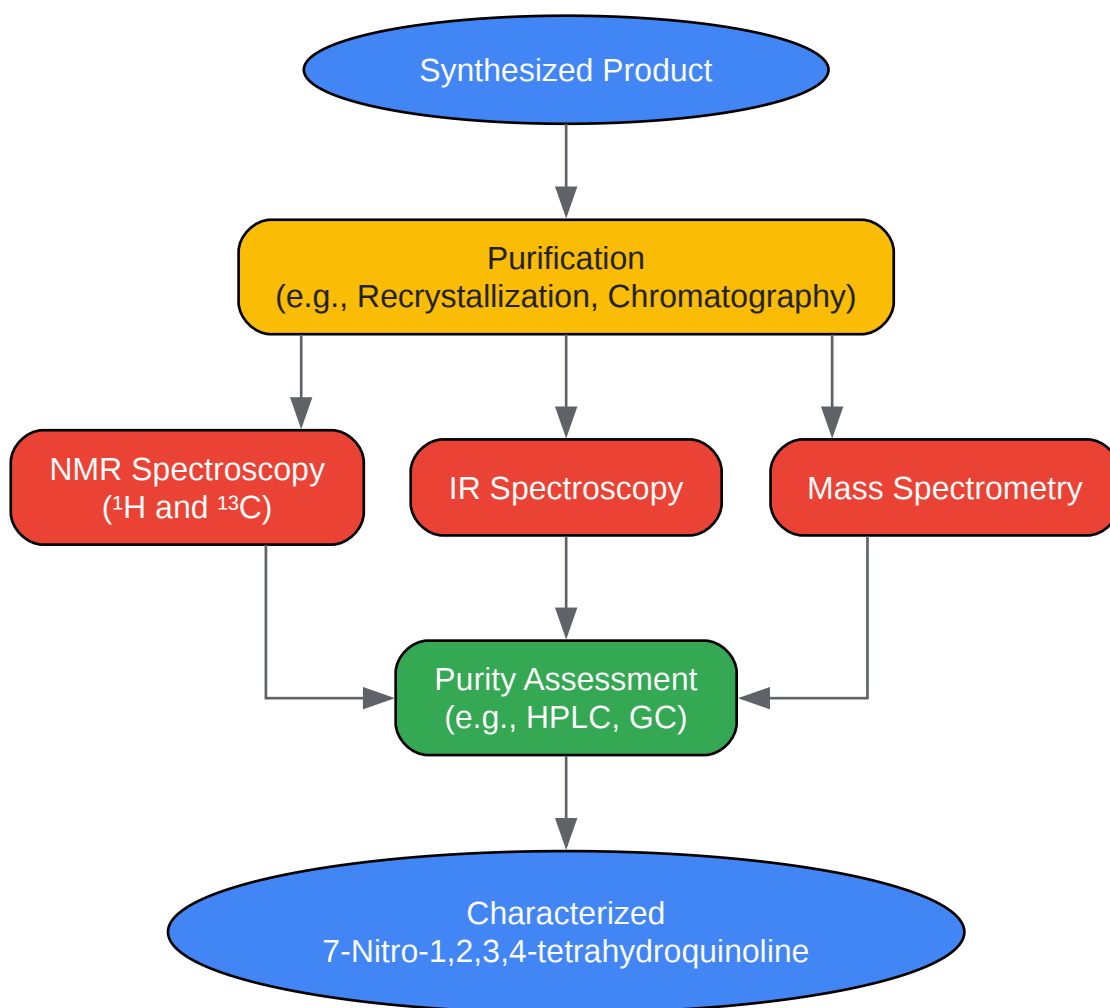 Synthesized Product
Purification
(e.g., Recrystallization, Chromatography)
NMR Spectroscopy
(¹H and ¹³C)
IR Spectroscopy
Mass Spectrometry
Purity Assessment
(e.g., HPLC, GC)
Characterized
7-Nitro-1,2,3,4-tetrahydroquinoline